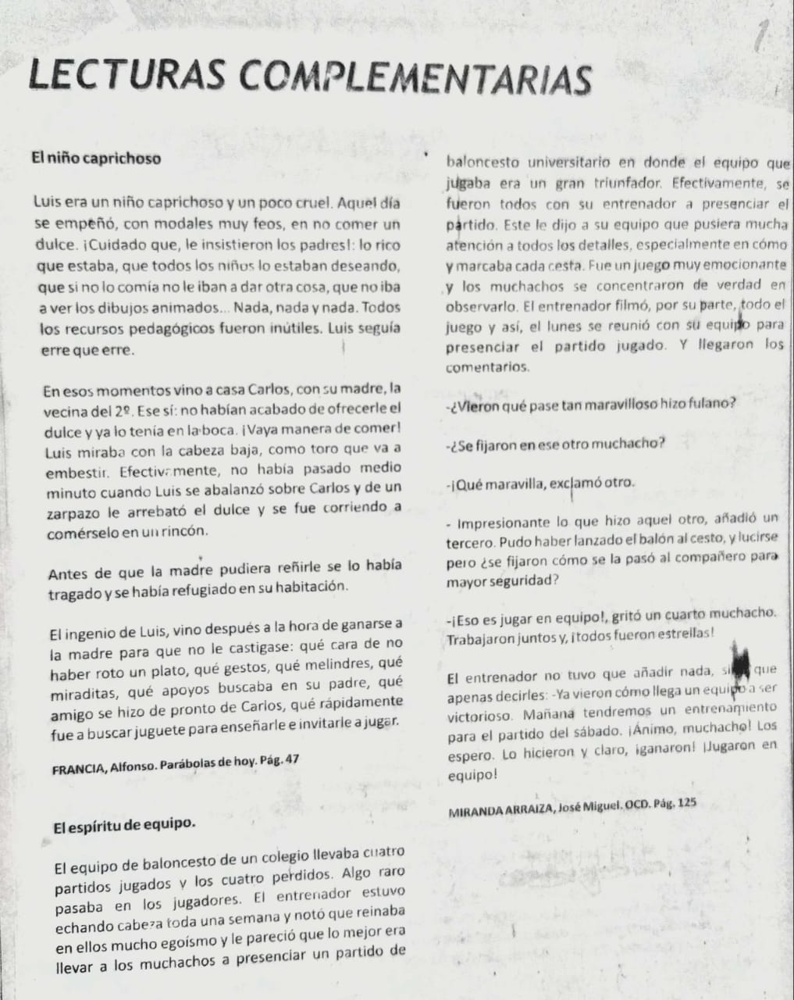 1
LECTURAS COMPLEMENTARIAS
El niño caprichoso
Luis era un niño caprichoso y un poco cruel. Aquel día
se empeñó, con modales muy feos, en no comer un
dulce. ¡Cuidado que, le insistieron los padres!: lo rico
que estaba, que todos los niños lo estaban deseando,
que si no lo comía no le iban a dar otra cosa, que no iba
a ver los dibujos animados... Nada, nada y nada. Todos
los recursos pedagógicos fueron inútiles. Luis seguía
erre que erre.
En esos momentos vino a casa Carlos, con su madre, la
vecina del 2º. Ese sí: no habían acabado de ofrecerle el
dulce y ya lo tenía en la boca. ¡Vaya manera de comer!
Luis miraba con la cabeza baja, como toro que va a
embestir. Efectivamente, no había pasado medio
minuto cuando Luis se abalanzó sobre Carlos y de un
zarpazo le arrebató el dulce y se fue corriendo a
comérselo en un rincón.
Antes de que la madre pudiera reñirle se lo había
tragado y se había refugiado en su habitación.
El ingenio de Luis, vino después a la hora de ganarse a
la madre para que no le castigase: qué cara de no
haber roto un plato, qué gestos, qué melindres, qué
miraditas, qué apoyos buscaba en su padre, qué
amigo se hizo de pronto de Carlos, qué rápidamente
fue a buscar juguete para enseñarle e invitarle a jugar.
FRANCIA, Alfonso. Parábolas de hoy. Pág. 47
El espíritu de equipo.
El equipo de baloncesto de un colegio llevaba cuatro
partidos jugados y los cuatro perdidos. Algo raro
pasaba en los jugadores. El entrenador estuvo
echando cabeza toda una semana y notó que reinaba
en ellos mucho egoísmo y le pareció que lo mejor era
llevar a los muchachos a presenciar un partido de
baloncesto universitario en donde el equipo que
jugaba era un gran triunfador. Efectivamente, se
fueron todos con su entrenador a presenciar el
partido. Este le dijo a su equipo que pusiera mucha
atención a todos los detalles, especialmente en cómo
y marcaba cada cesta. Fue un juego muy emocionante
y los muchachos se concentraron de verdad en
observarlo. El entrenador filmó, por su parte, todo el
juego y así, el lunes se reunió con su equipo para
presenciar el partido jugado. Y llegaron los
comentarios.
-¿Vieron qué pase tan maravilloso hizo fulano?
-¿Se fijaron en ese otro muchacho?
-¡Qué maravilla, exclamó otro.
- Impresionante lo que hizo aquel otro, añadió un
tercero. Pudo haber lanzado el balón al cesto, y lucirse
pero ¿se fijaron cómo se la pasó al compañero para
mayor seguridad?
-¡Eso es jugar en equipo!, gritó un cuarto muchacho.
Trabajaron juntos y, ¡todos fueron estrellas!
El entrenador no tuvo que añadir nada, que
apenas decirles: -Ya vieron cómo llega un equipo a ser
victorioso. Mañana tendremos un entrenamiento
para el partido del sábado. ¡Ánimo, muchacho! Los
espero. Lo hicieron y claro, ¡ganaron! ¡Jugaron en
equipo!
MIRANDA ARRAIZA, José Miguel. OCD. Pág. 125